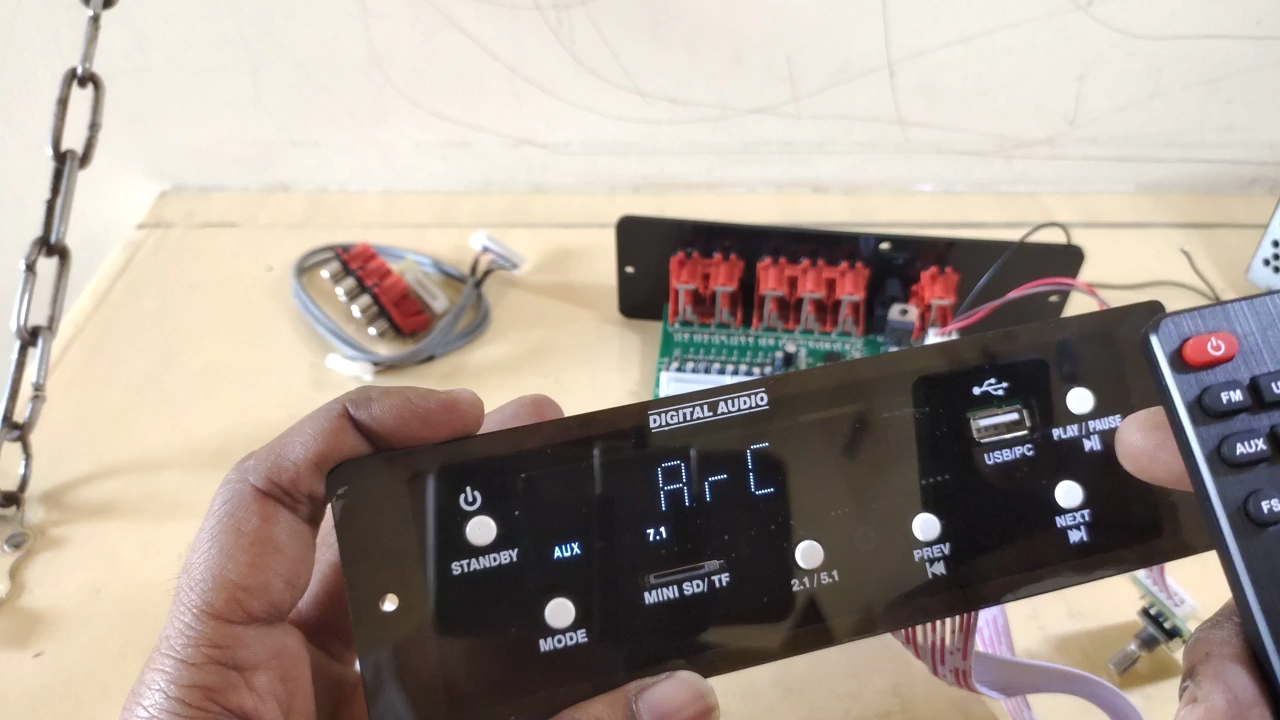 DIGITAL AUDIO
ArC
7.1
AUX
STANDBY
MODE
MINI SD/ TF
2.1 / 5.1
PREV
USB/PC
PLAY / PAUSE
NEXT
FM
AUX